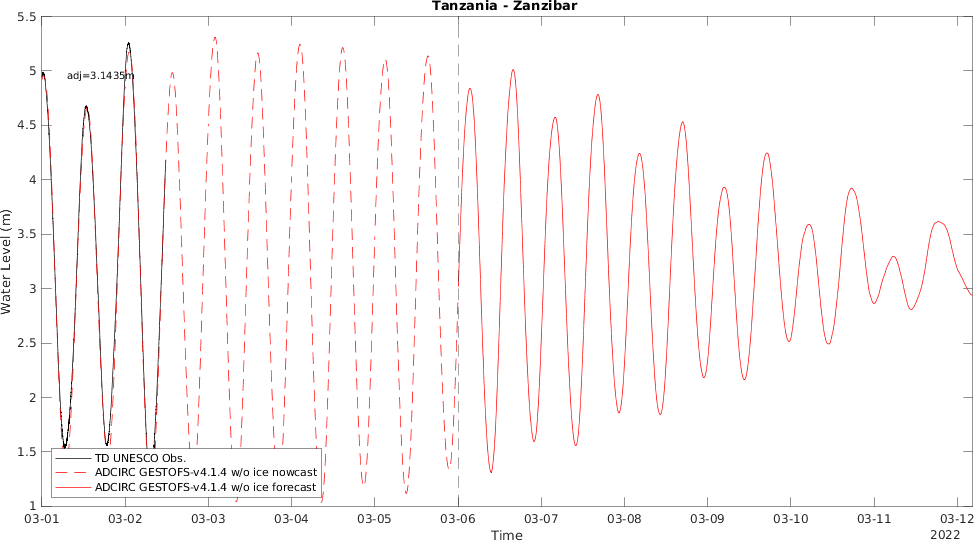 Tanzania - Zanzibar
5.5
5
4.5
4
3.5
3
2.5
2
1.5
1
Water Level (m)
adj=3.1435m
TD UNESCO Obs.
ADCIRC GESTOFS-v4.1.4 w/o ice nowcast
ADCIRC GESTOFS-v4.1.4 w/o ice forecast
03-01 03-02 03-03 03-04 03-05 03-06 03-07 03-08 03-09 03-10 03-11 03-12
Time
2022